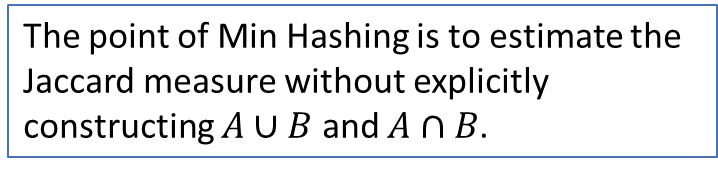 The point of Min Hashing is to estimate the
Jaccard measure without explicitly
constructing A ∪ B and A ∩ B.